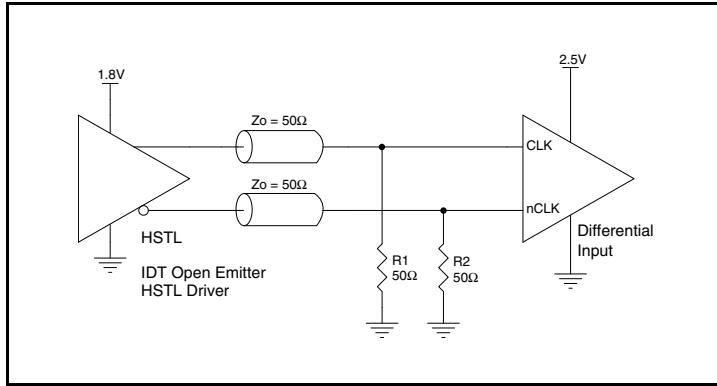 1.8V
2.5V
Zo = 50Ω
CLK
Zo = 50Ω
nCLK
HSTL
Differential
Input
R1
50Ω
R2
50Ω
IDT Open Emitter
HSTL Driver